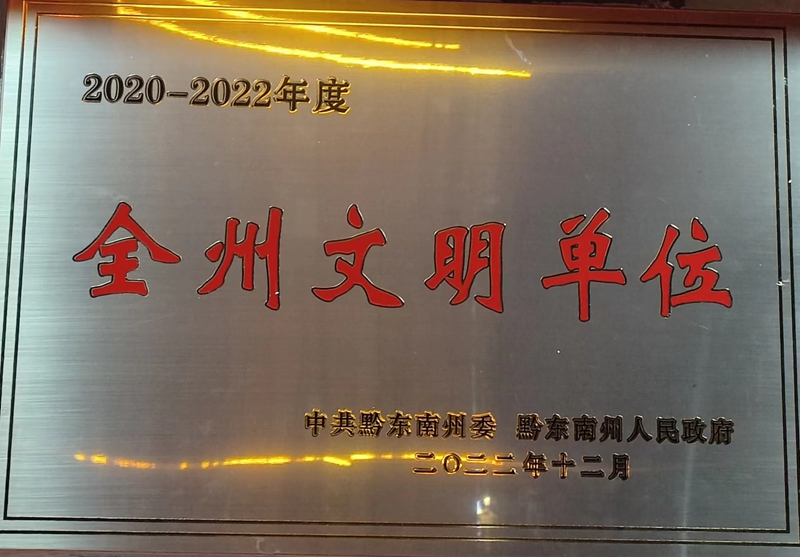 2020-2022年度
全州文明单位
中共黔东南州委 黔东南州人民政府
二〇二二年十二月